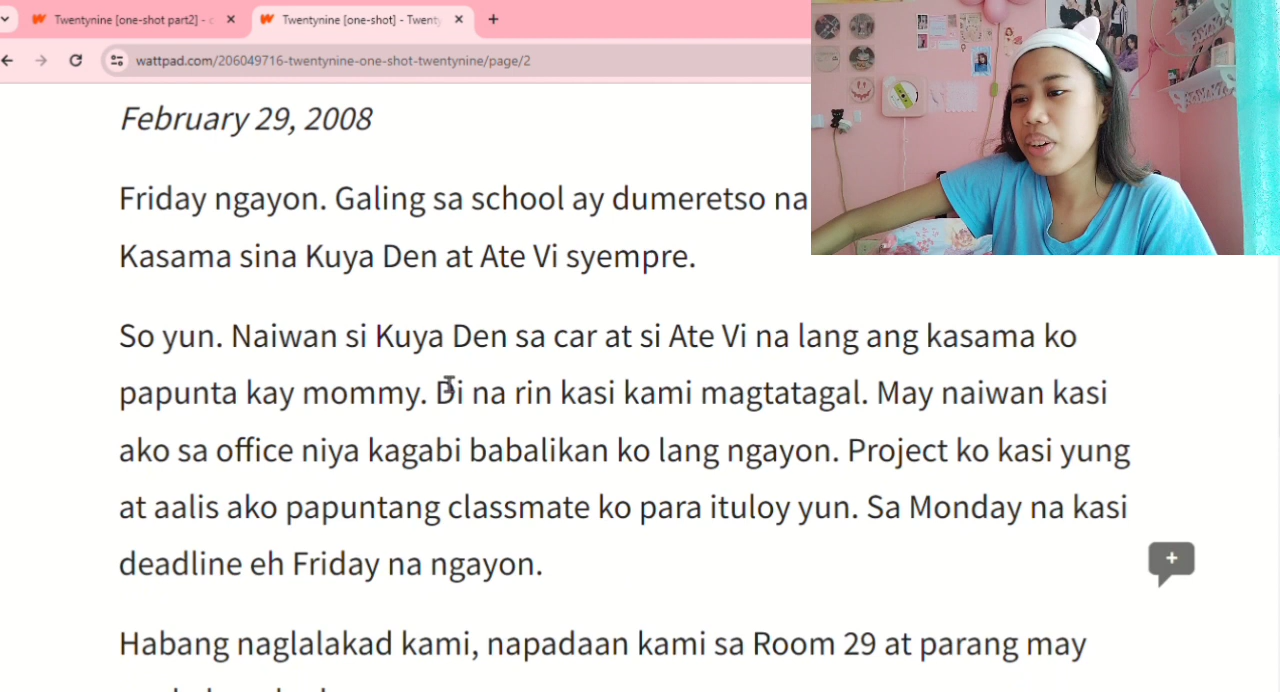 Twentynine [one-shot part2] -
Twentynine [one-shot] - Twenty
wattpad.com/206049716-twentynine-one-shot-twentynine/page/2
February 29, 2008
Friday ngayon. Galing sa school ay dumeretso na
Kasama sina Kuya Den at Ate Vi syempre.
So yun. Naiwan si Kuya Den sa car at si Ate Vi na lang ang kasama ko
papunta kay mommy. Di na rin kasi kami magtatagal. May naiwan kasi
ako sa office niya kagabi babalikan ko lang ngayon. Project ko kasi yung
at aalis ako papuntang classmate ko para ituloy yun. Sa Monday na kasi
deadline eh Friday na ngayon.
Habang naglalakad kami, napadaan kami sa Room 29 at parang may